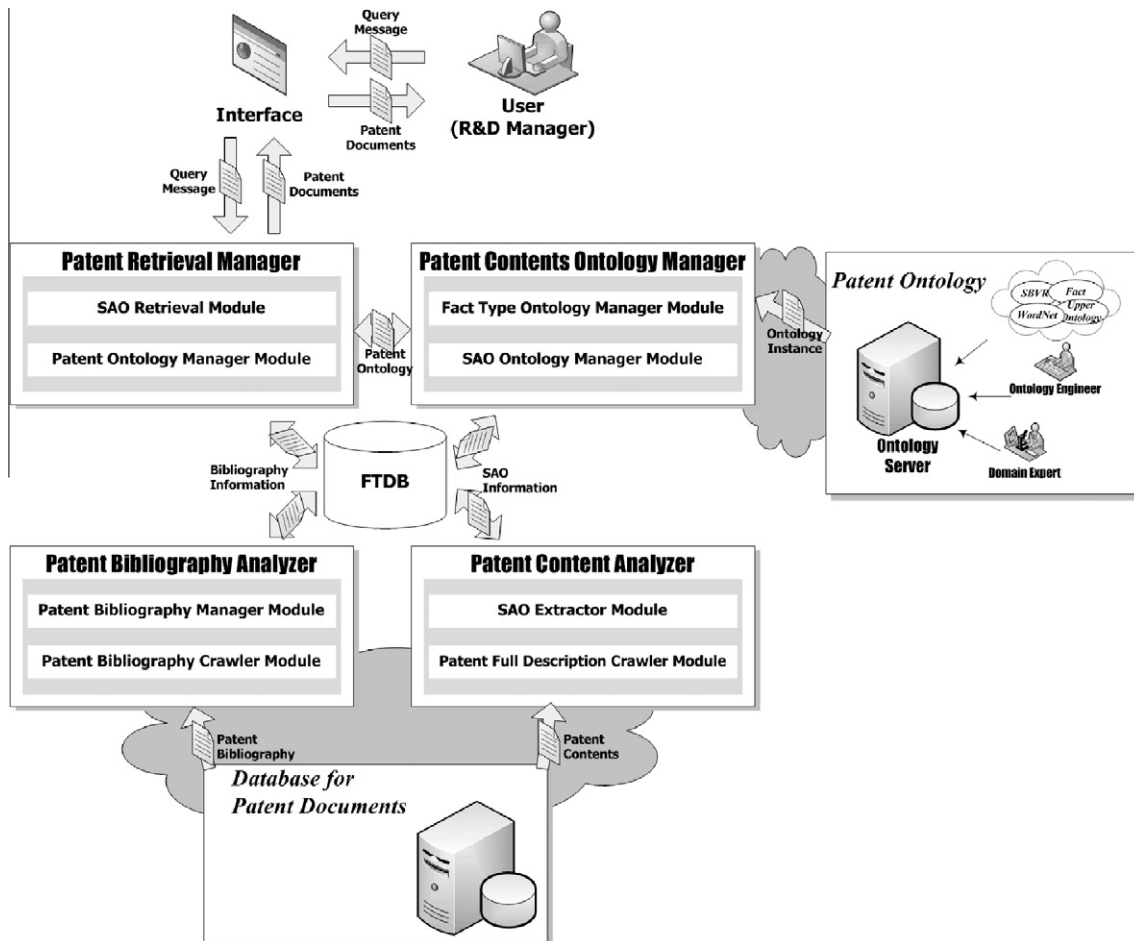 Query
Message
Interface
User
(R&D Manager)
Patent
Documents
Query
Message
Patent
Documents
Patent Retrieval Manager
SAO Retrieval Module
Patent Ontology Manager Module
Patent
Ontology
Patent Contents Ontology Manager
Fact Type Ontology Manager Module
SAO Ontology Manager Module
Ontology
Instance
Patent Ontology
SBVR
Fact
WordNet
Upper
Ontology
Ontology Engineer
Ontology
Server
Domain Expert
Bibliography
Information
FTDB
SAO
Information
Patent Bibliography Analyzer
Patent Bibliography Manager Module
Patent Bibliography Crawler Module
Patent Content Analyzer
SAO Extractor Module
Patent Full Description Crawler Module
Patent
Bibliography
Patent
Contents
Database for
Patent Documents